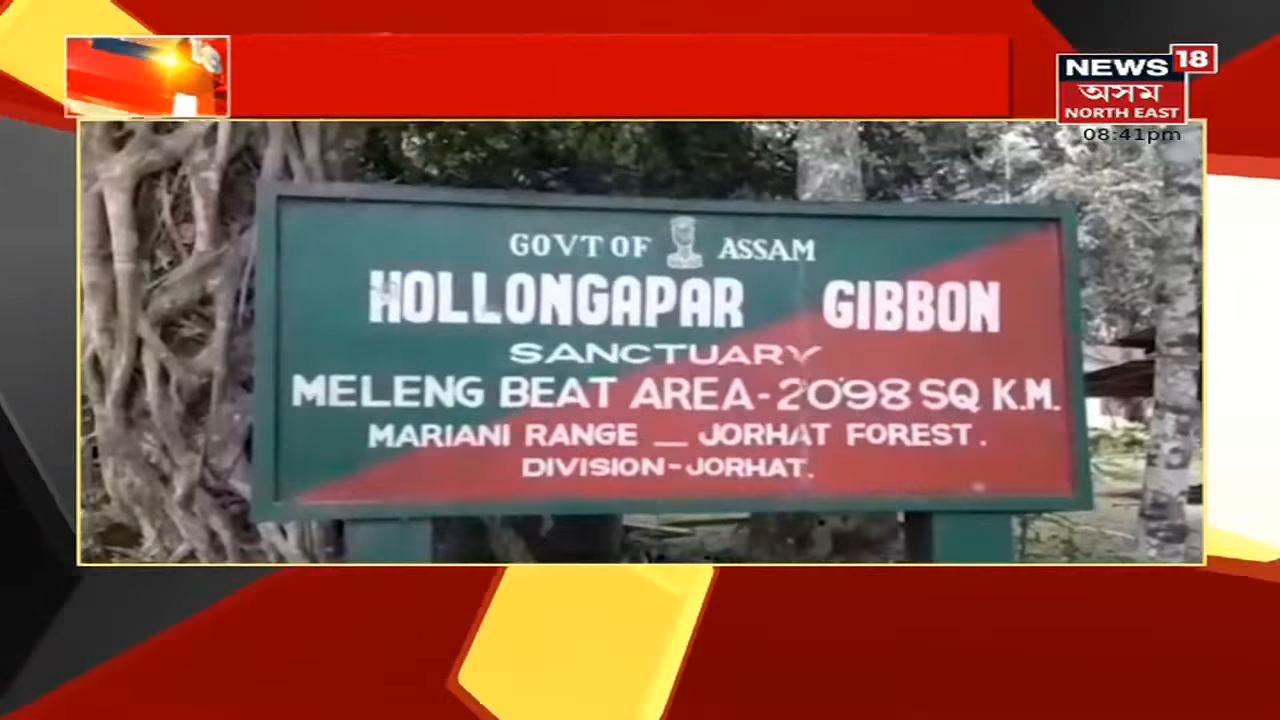 NEWS 18
অসম
NORTH EAST
08:41pm
GOVT OF ASSAM
HOLLONGAPAR GIBBON
SANCTUARY
MELENG BEAT AREA-2098 SQ K.M.
MARIANI RANGE _ JORHAT FOREST.
DIVISION-JORHAT.